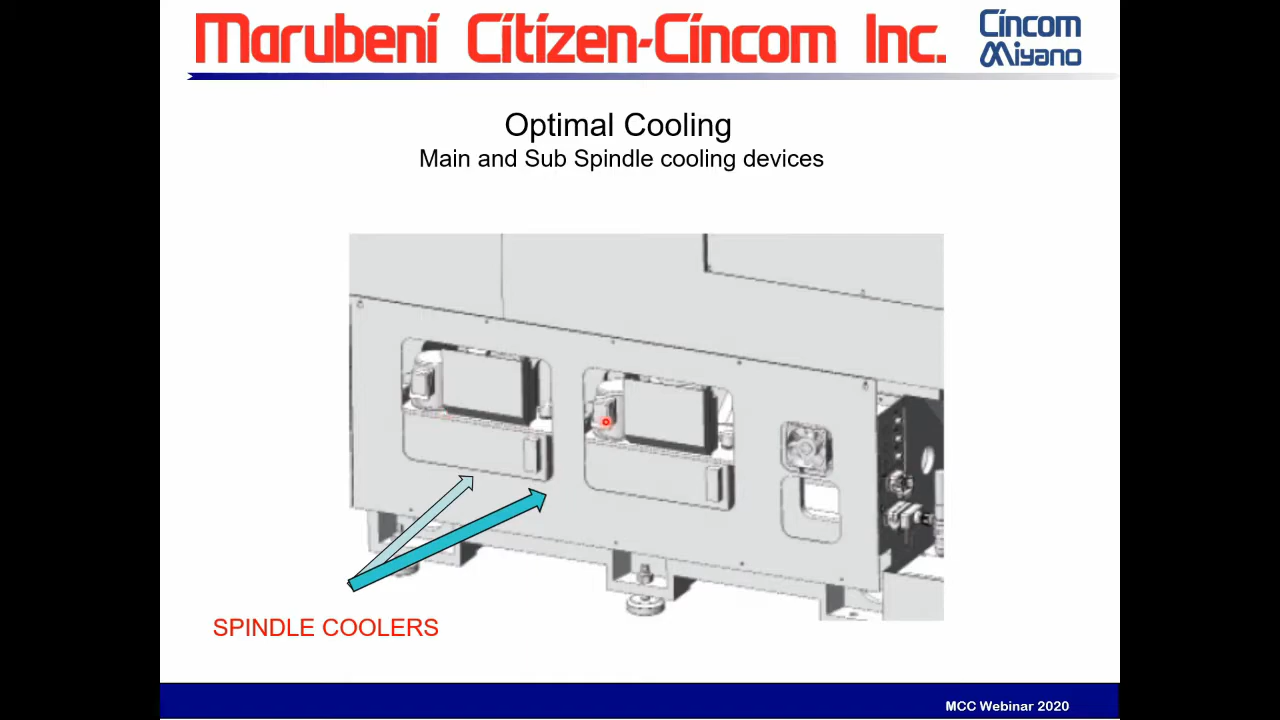 Marubeni Citizen-Cincom Inc.
Cincom
Miyano
Optimal Cooling
Main and Sub Spindle cooling devices
SPINDLE COOLERS
MCC Webinar 2020